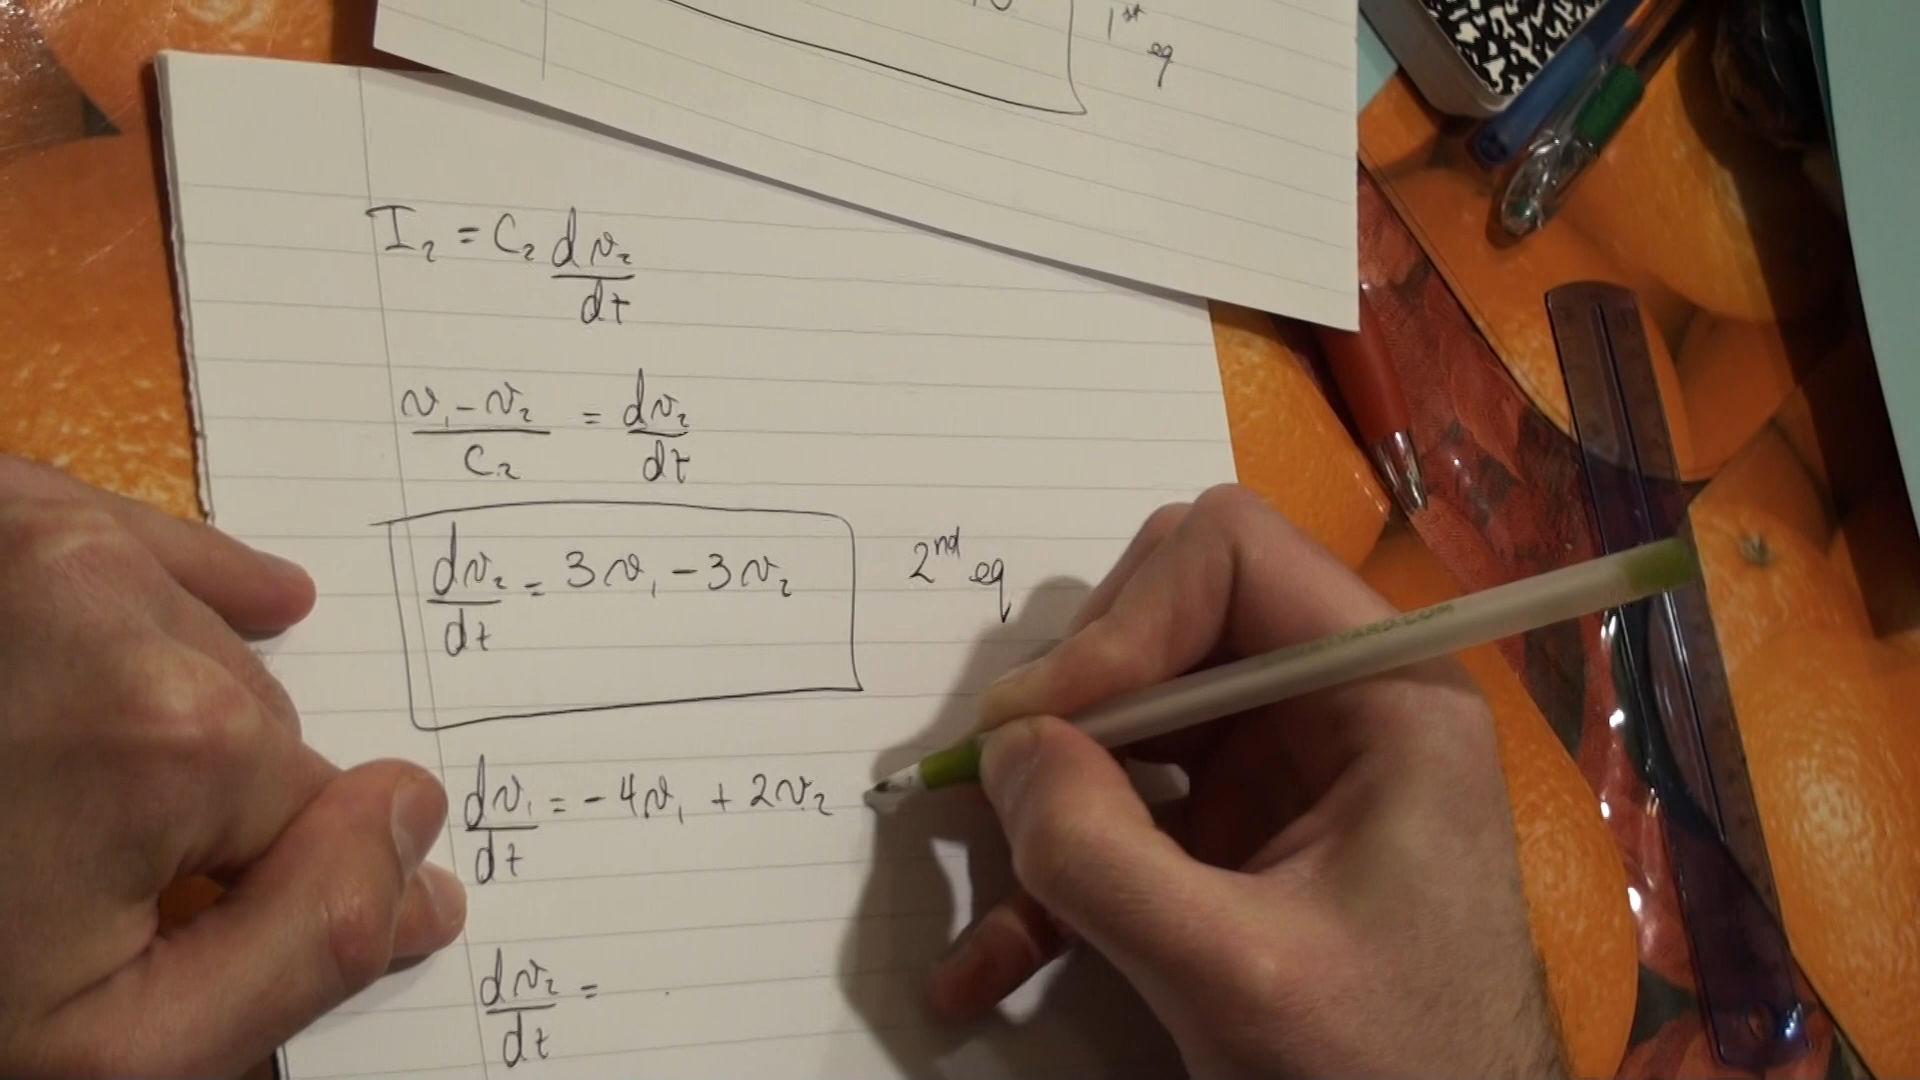 1st
eq
I₂ = C₂ dv₂/dt
(v₁ - v₂)/C₂ = dv₂/dt
dv₂/dt = 3v₁ - 3v₂ 2nd eq
dv₁/dt = -4v₁ + 2v₂
dv₂/dt =